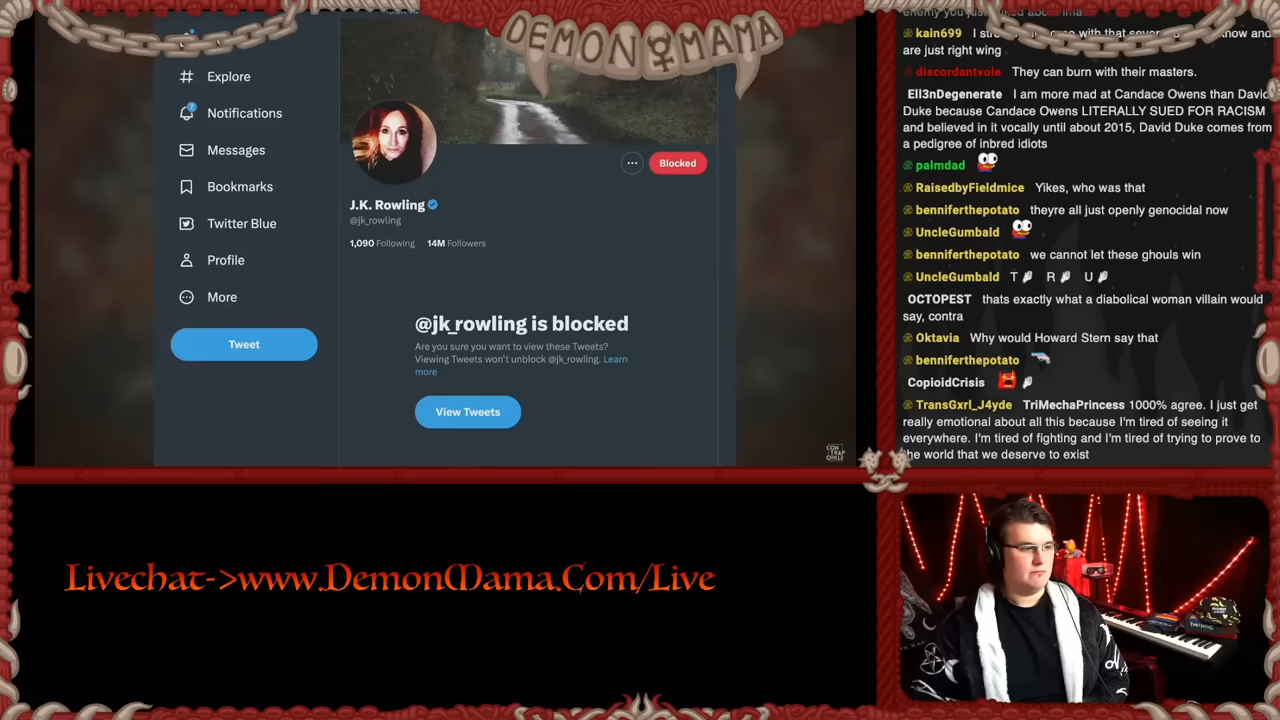 DEMON MAMA
Explore
Notifications
Messages
Bookmarks
Twitter Blue
Profile
More
Tweet
Blocked
J.K. Rowling
@jk_rowling
1,090 Following 14M Followers
@jk_rowling is blocked
Are you sure you want to view these Tweets?
Viewing Tweets won't unblock @jk_rowling. Learn
more
View Tweets
CON
TRAP
kain699 I
with that
know and
are just right wing
discordantvole They can burn with their masters.
Ell3nDegenerate I am more mad at Candace Owens than David
Duke because Candace Owens LITERALLY SUED FOR RACISM
and believed in it vocally until about 2015, David Duke comes from
a pedigree of inbred idiots
palmdad
RaisedbyFieldmice Yikes, who was that
benniferthepotato theyre all just openly genocidal now
UncleGumbald
benniferthepotato we cannot let these ghouls win
UncleGumbald T R U
OCTOPEST thats exactly what a diabolical woman villain would
say, contra
Oktavia Why would Howard Stern say that
benniferthepotato
CopioidCrisis
TransGxrl_J4yde TriMechaPrincess 1000% agree. I just get
really emotional about all this because I'm tired of seeing it
everywhere. I'm tired of fighting and I'm tired of trying to prove to
the world that we deserve to exist
Livechat->www.DemonMama.Com/Live